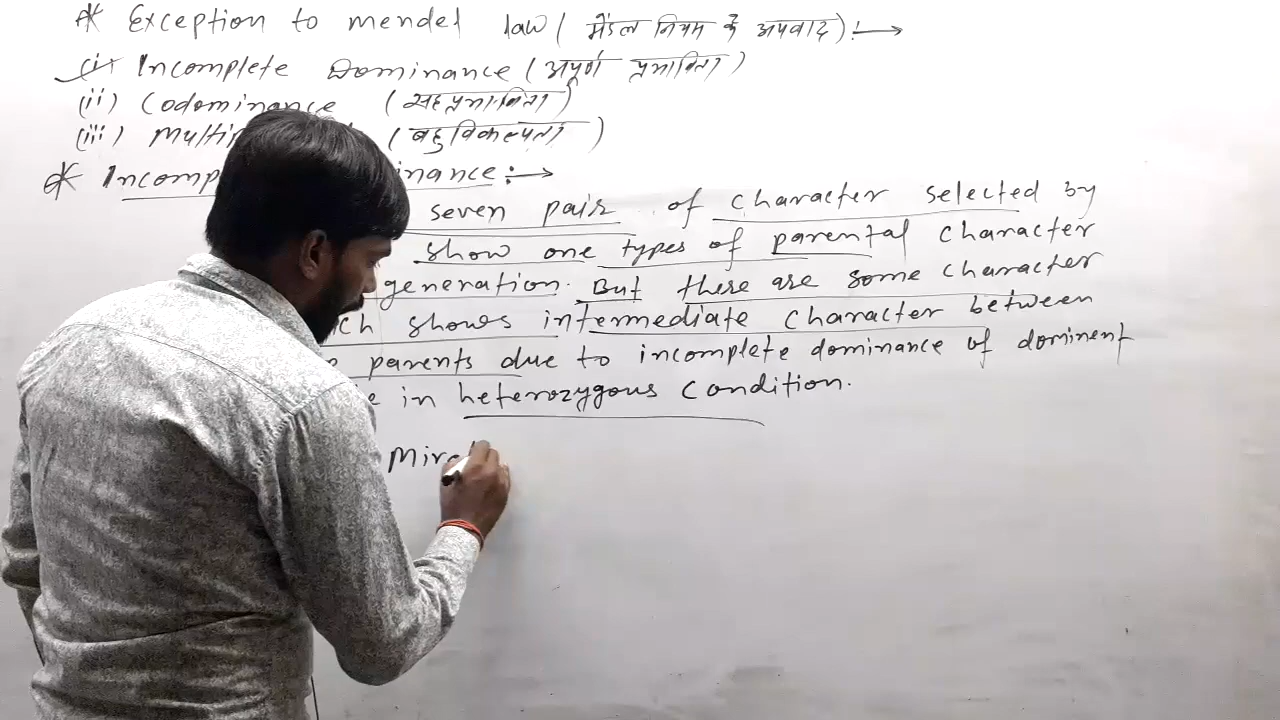 * Exception to mendel law (मेंडल नियम के अपवाद) :→
(i) Incomplete Dominance (अपूर्ण प्रभाविता)
(ii) Codominance (सहप्रभाविता)
(iii) (बहुविकल्पता)
* Incomp inance :→
seven pair of character selected by
show one types of parental character
generation. But there are some character
ch shows intermediate character between
parents due to incomplete dominance of dominent
e in heterozygous condition.
Mir